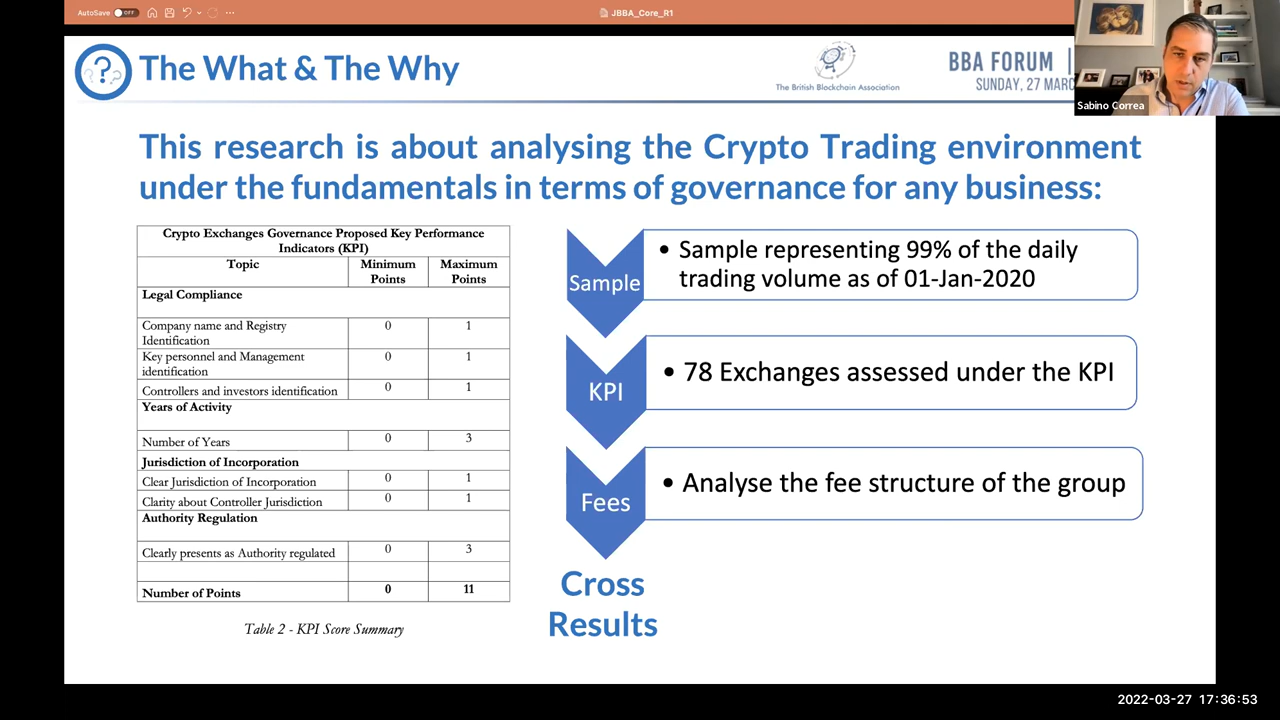 AutoSave OFF
JBBA_Core_R1
The What & The Why
The British Blockchain Association
BBA FORUM |
SUNDAY, 27 MARC
Sabino Correa
This research is about analysing the Crypto Trading environment
under the fundamentals in terms of governance for any business:
Crypto Exchanges Governance Proposed Key Performance
Indicators (KPI)
Topic Minimum Points Maximum Points
Legal Compliance
Company name and Registry Identification 0 1
Key personnel and Management identification 0 1
Controllers and investors identification 0 1
Years of Activity
Number of Years 0 3
Jurisdiction of Incorporation
Clear Jurisdiction of Incorporation 0 1
Clarity about Controller Jurisdiction 0 1
Authority Regulation
Clearly presents as Authority regulated 0 3
Number of Points 0 11
Table 2 - KPI Score Summary
Sample
• Sample representing 99% of the daily
trading volume as of 01-Jan-2020
KPI
• 78 Exchanges assessed under the KPI
Fees
• Analyse the fee structure of the group
Cross
Results
2022-03-27 17:36:53